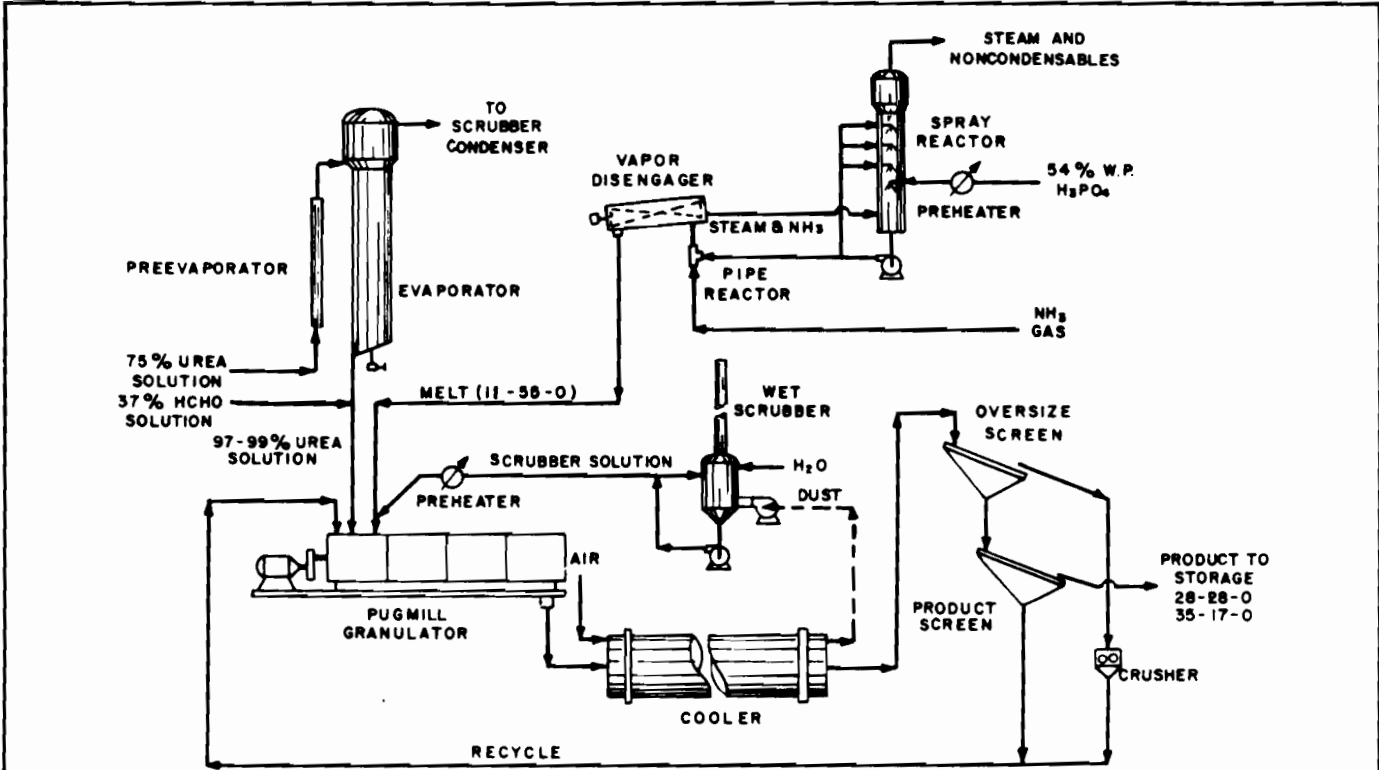 STEAM AND
NONCONDENSABLES
TO
SCRUBBER
CONDENSER
SPRAY
REACTOR
VAPOR
DISENGAGER
54% W.P.
H₃PO₄
PREHEATER
STEAM & NH₃
PREEVAPORATOR
EVAPORATOR
PIPE
REACTOR
NH₃
GAS
75% UREA
SOLUTION
37% HCHO
SOLUTION
MELT (11-55-0)
WET
SCRUBBER
OVERSIZE
SCREEN
97-99% UREA
SOLUTION
SCRUBBER SOLUTION
H₂O
PREHEATER
DUST
AIR
PUGMILL
GRANULATOR
PRODUCT
SCREEN
PRODUCT TO
STORAGE
28-28-0
35-17-0
CRUSHER
COOLER
RECYCLE